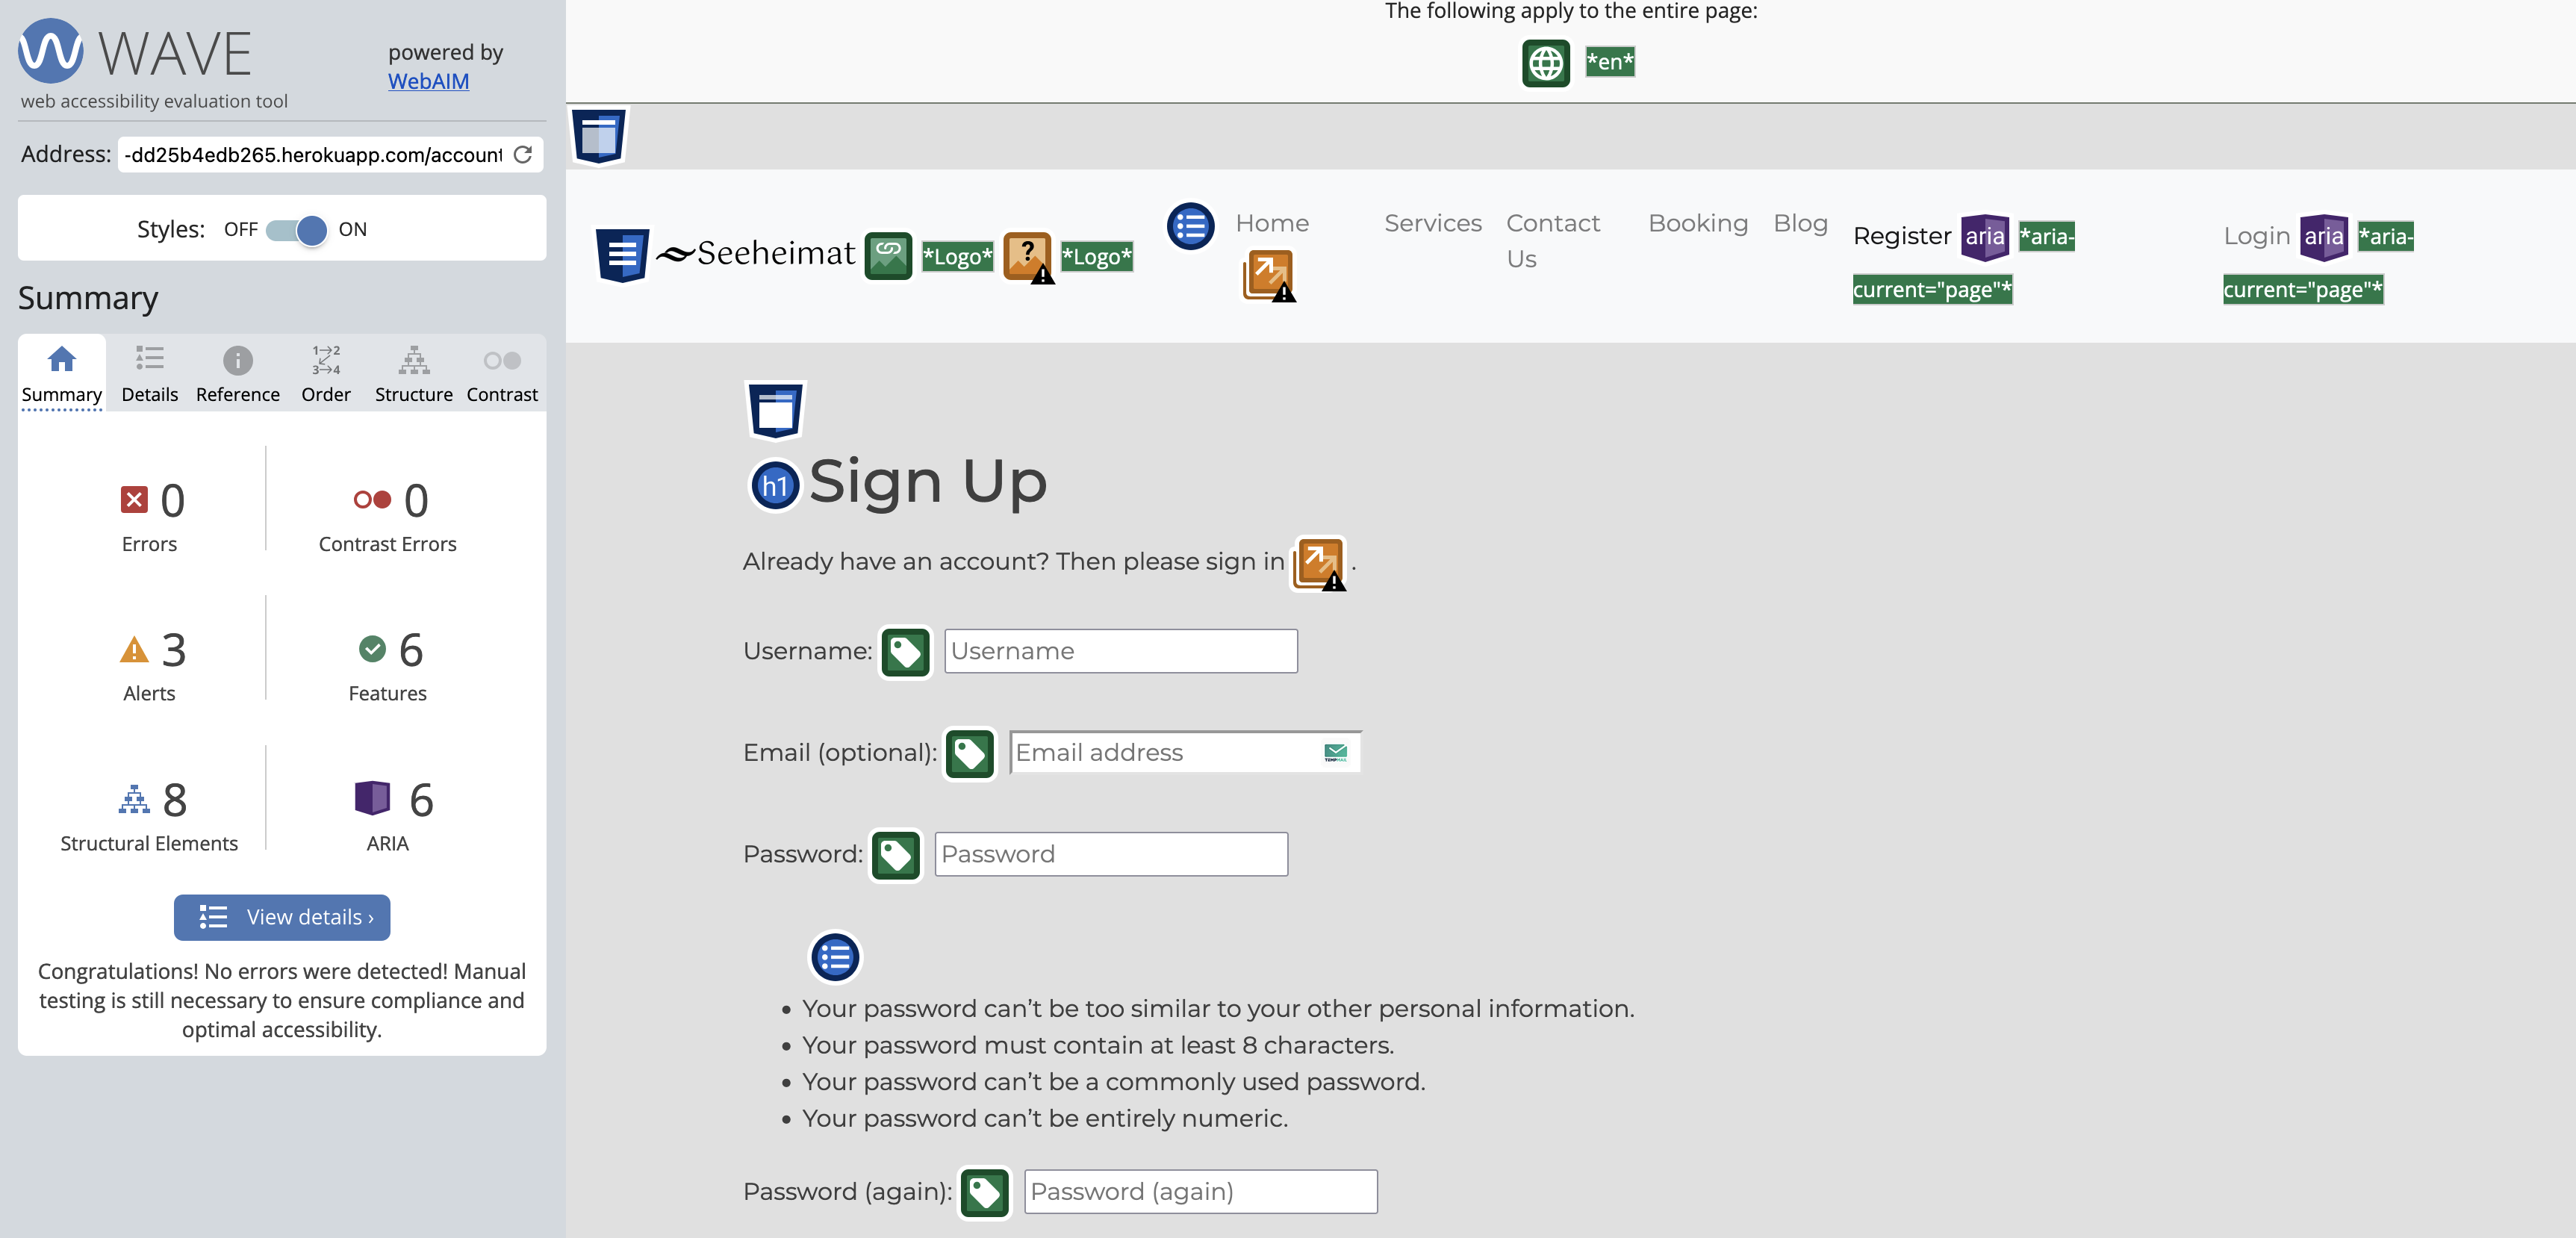 WAVE
powered by
WebAIM
web accessibility evaluation tool
Address: -dd25b4edb265.herokuapp.com/account
Styles: OFF ON
Summary
Summary Details Reference Order Structure Contrast
1 2
3 4
0 0
Errors Contrast Errors
3 6
Alerts Features
8 6
Structural Elements ARIA
View details ›
Congratulations! No errors were detected! Manual
testing is still necessary to ensure compliance and
optimal accessibility.
The following apply to the entire page:
*en*
Seeheimat *Logo* ? *Logo*
Home Services Contact Us Booking Blog
Register aria *aria-
current="page"*
Login aria *aria-
current="page"*
h1 Sign Up
Already have an account? Then please sign in .
Username: Username
Email (optional): Email address
Password: Password
• Your password can’t be too similar to your other personal information.
• Your password must contain at least 8 characters.
• Your password can’t be a commonly used password.
• Your password can’t be entirely numeric.
Password (again): Password (again)